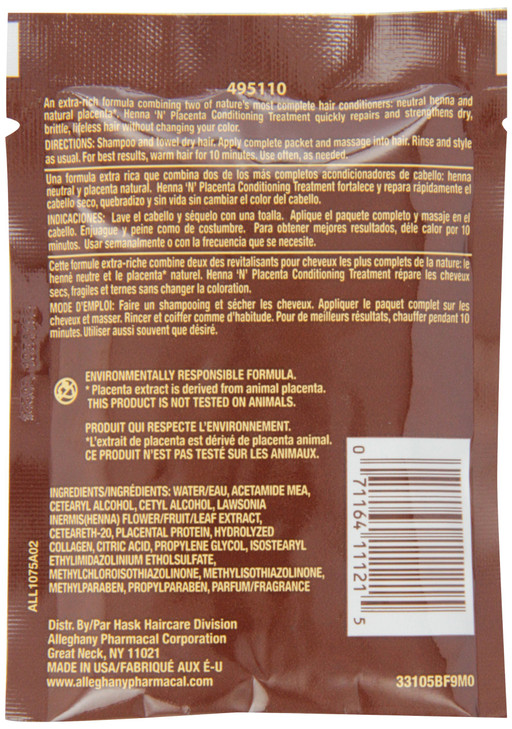 495110
An extra-rich formula combining two of nature's most complete hair conditioners: neutral henna and
natural placenta*. Henna 'N' Placenta Conditioning Treatment quickly repairs and strengthens dry,
brittle, lifeless hair without changing your color.
DIRECTIONS: Shampoo and towel dry hair. Apply complete packet and massage into hair. Rinse and style
as usual. For best results, warm hair for 10 minutes. Use often, as needed.
Una formula extra rica que combina dos de los más completos acondicionadores de cabello: henna
neutral y placenta natural. Henna 'N' Placenta Conditioning Treatment fortalece y repara rápidamente el
cabello seco, quebradizo y sin vida sin cambiar el color del cabello.
INDICACIONES: Lave el cabello y séquelo con una toalla. Aplique el paquete completo y masaje en el
cabello. Enjuague y peine como de costumbre. Para obtener mejores resultados, déle calor por 10
minutos. Usar semanalmente o con la frecuencia que se necesite.
Cette formule extra-riche combine deux des revitalisants pour cheveux les plus complets de la nature: le
henné neutre et le placenta* naturel. Henna 'N' Placenta Conditioning Treatment répare les cheveux
secs, fragiles et ternes sans changer la coloration.
MODE D'EMPLOI: Faire un shampooing et sécher les cheveux. Appliquer le paquet complet sur les
cheveux et masser. Rincer et coiffer comme d'habitude. Pour de meilleurs résultats, chauffer pendant 10
minutes. Utiliser aussi souvent que désiré.
ENVIRONMENTALLY RESPONSIBLE FORMULA.
* Placenta extract is derived from animal placenta.
THIS PRODUCT IS NOT TESTED ON ANIMALS.
PRODUIT QUI RESPECTE L'ENVIRONNEMENT.
*L'extrait de placenta est dérivé de placenta animal.
CE PRODUIT N'EST PAS TESTÉ SUR LES ANIMAUX.
INGREDIENTS/INGRÉDIENTS: WATER/EAU, ACETAMIDE MEA,
CETEARYL ALCOHOL, CETYL ALCOHOL, LAWSONIA
INERMIS(HENNA) FLOWER/FRUIT/LEAF EXTRACT,
CETEARETH-20, PLACENTAL PROTEIN, HYDROLYZED
COLLAGEN, CITRIC ACID, PROPYLENE GLYCOL, ISOSTEARYL
ETHYLIMIDAZOLINIUM ETHOLSULFATE,
METHYLCHLOROISOTHIAZOLINONE, METHYLISOTHIAZOLINONE,
METHYLPARABEN, PROPYLPARABEN, PARFUM/FRAGRANCE
0 71164 11121 5
ALL1075A02
Distr. By/Par Hask Haircare Division
Alleghany Pharmacal Corporation
Great Neck, NY 11021
MADE IN USA/FABRIQUÉ AUX É-U
www.alleghanypharmacal.com
33105BF9M0